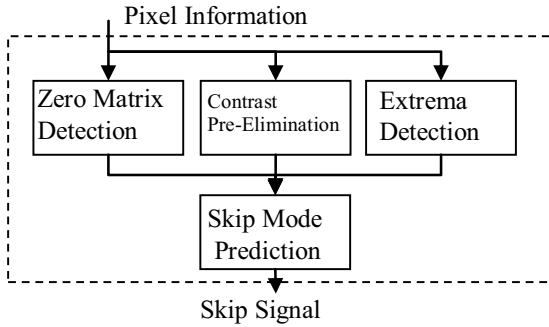 Pixel Information
Zero Matrix
Detection
Contrast
Pre-Elimination
Extrema
Detection
Skip Mode
Prediction
Skip Signal